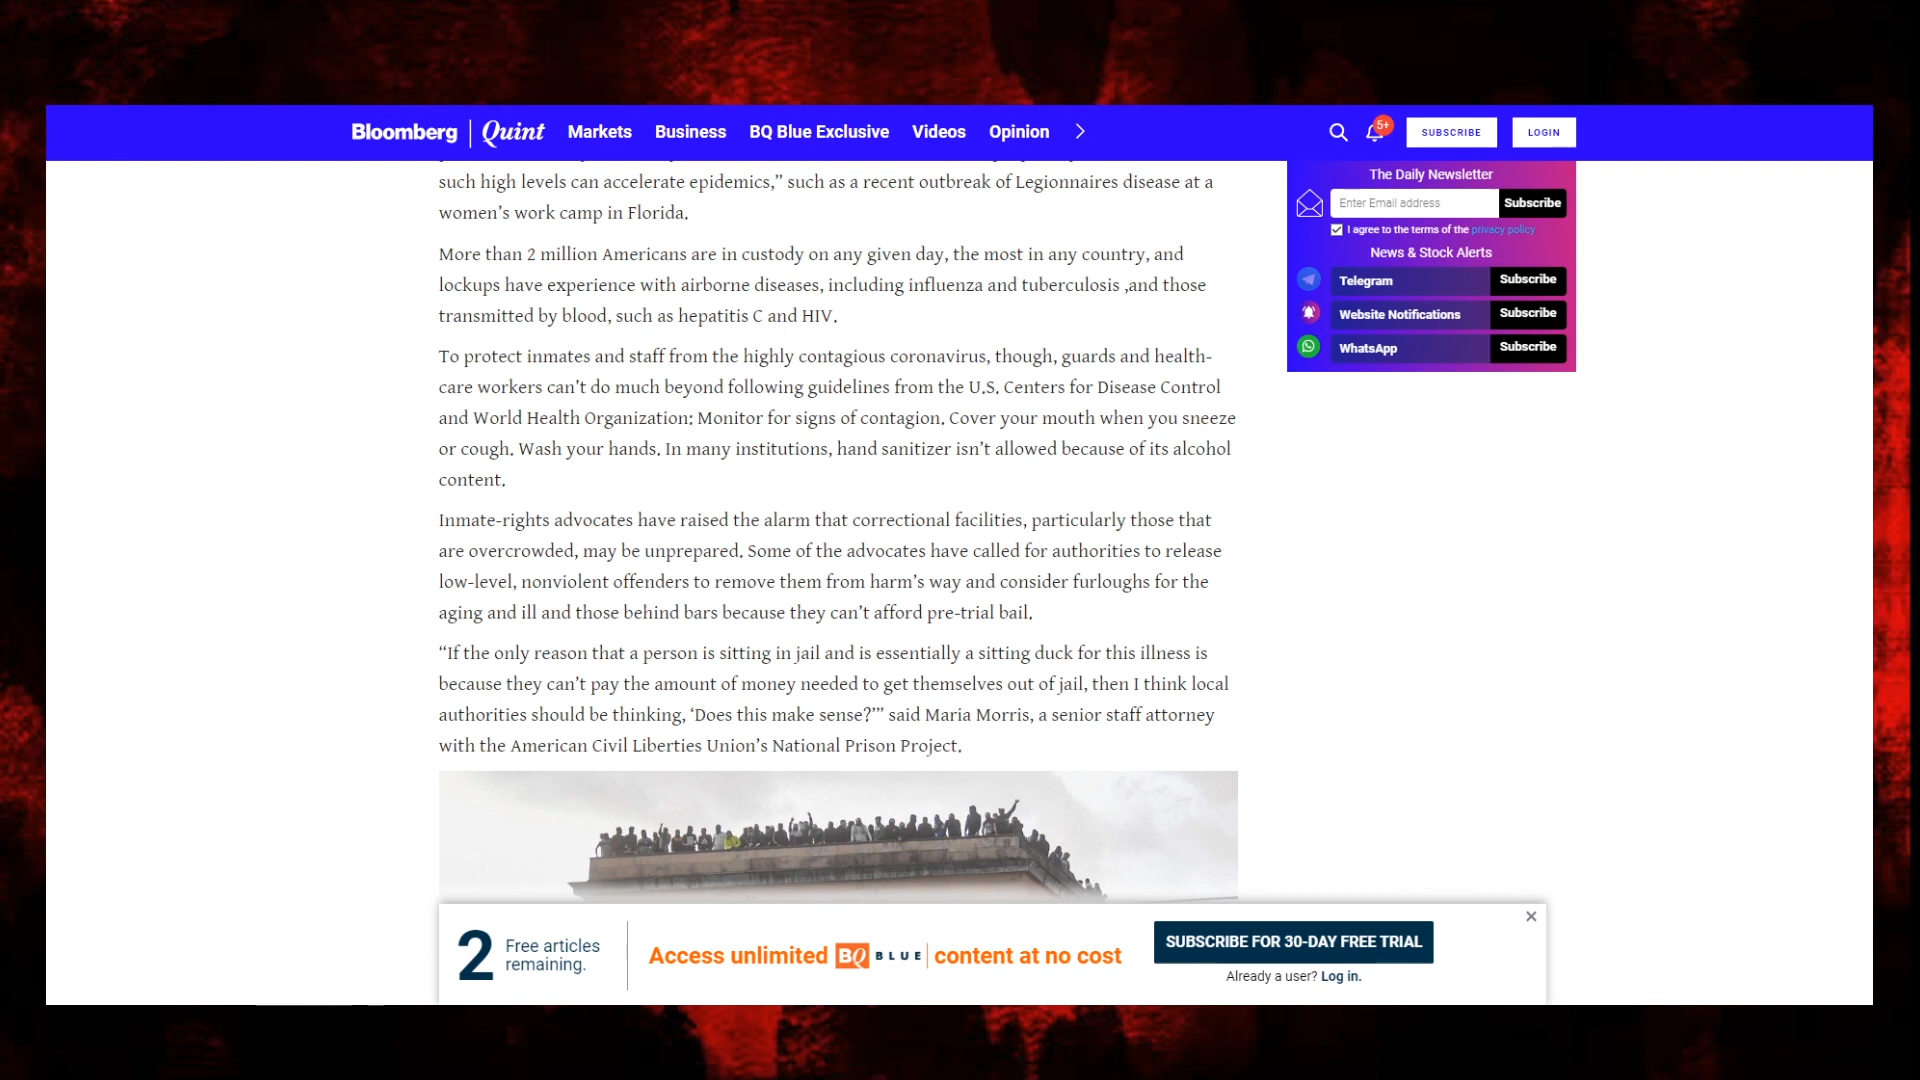 Bloomberg | Quint Markets Business BQ Blue Exclusive Videos Opinion
5+
SUBSCRIBE
LOGIN
such high levels can accelerate epidemics,” such as a recent outbreak of Legionnaires disease at a
women’s work camp in Florida.
More than 2 million Americans are in custody on any given day, the most in any country, and
lockups have experience with airborne diseases, including influenza and tuberculosis ,and those
transmitted by blood, such as hepatitis C and HIV.
To protect inmates and staff from the highly contagious coronavirus, though, guards and health-
care workers can’t do much beyond following guidelines from the U.S. Centers for Disease Control
and World Health Organization: Monitor for signs of contagion. Cover your mouth when you sneeze
or cough. Wash your hands. In many institutions, hand sanitizer isn’t allowed because of its alcohol
content.
Inmate-rights advocates have raised the alarm that correctional facilities, particularly those that
are overcrowded, may be unprepared. Some of the advocates have called for authorities to release
low-level, nonviolent offenders to remove them from harm’s way and consider furloughs for the
aging and ill and those behind bars because they can’t afford pre-trial bail.
“If the only reason that a person is sitting in jail and is essentially a sitting duck for this illness is
because they can’t pay the amount of money needed to get themselves out of jail, then I think local
authorities should be thinking, ‘Does this make sense?’” said Maria Morris, a senior staff attorney
with the American Civil Liberties Union’s National Prison Project.
The Daily Newsletter
Enter Email address Subscribe
I agree to the terms of the privacy policy
News & Stock Alerts
Telegram Subscribe
Website Notifications Subscribe
WhatsApp Subscribe
2 Free articles
remaining.
Access unlimited BQ BLUE content at no cost
SUBSCRIBE FOR 30-DAY FREE TRIAL
Already a user? Log in.